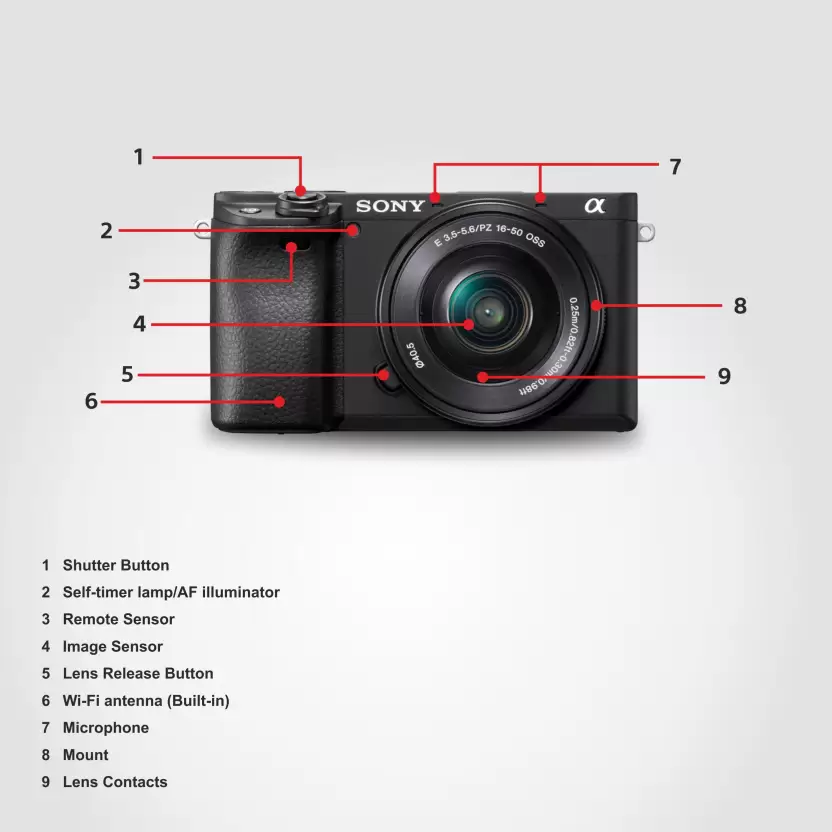 1
7
SONY
α
2
E 3.5-5.6/PZ 16-50 OSS
3
8
0.25m/0.82ft-0.30m/0.98ft
4
Ø40.5
5
9
6
1 Shutter Button
2 Self-timer lamp/AF illuminator
3 Remote Sensor
4 Image Sensor
5 Lens Release Button
6 Wi-Fi antenna (Built-in)
7 Microphone
8 Mount
9 Lens Contacts